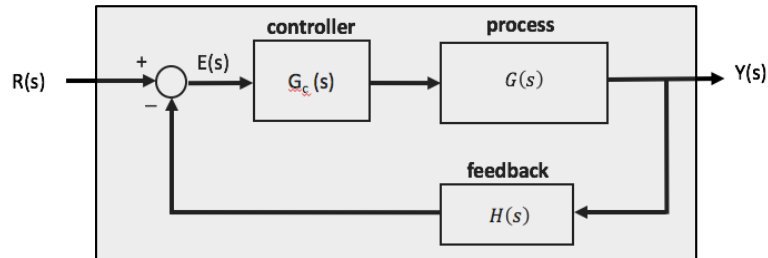 controller
process
+
E(s)
R(s)
G_c (s)
G(s)
Y(s)
−
feedback
H(s)